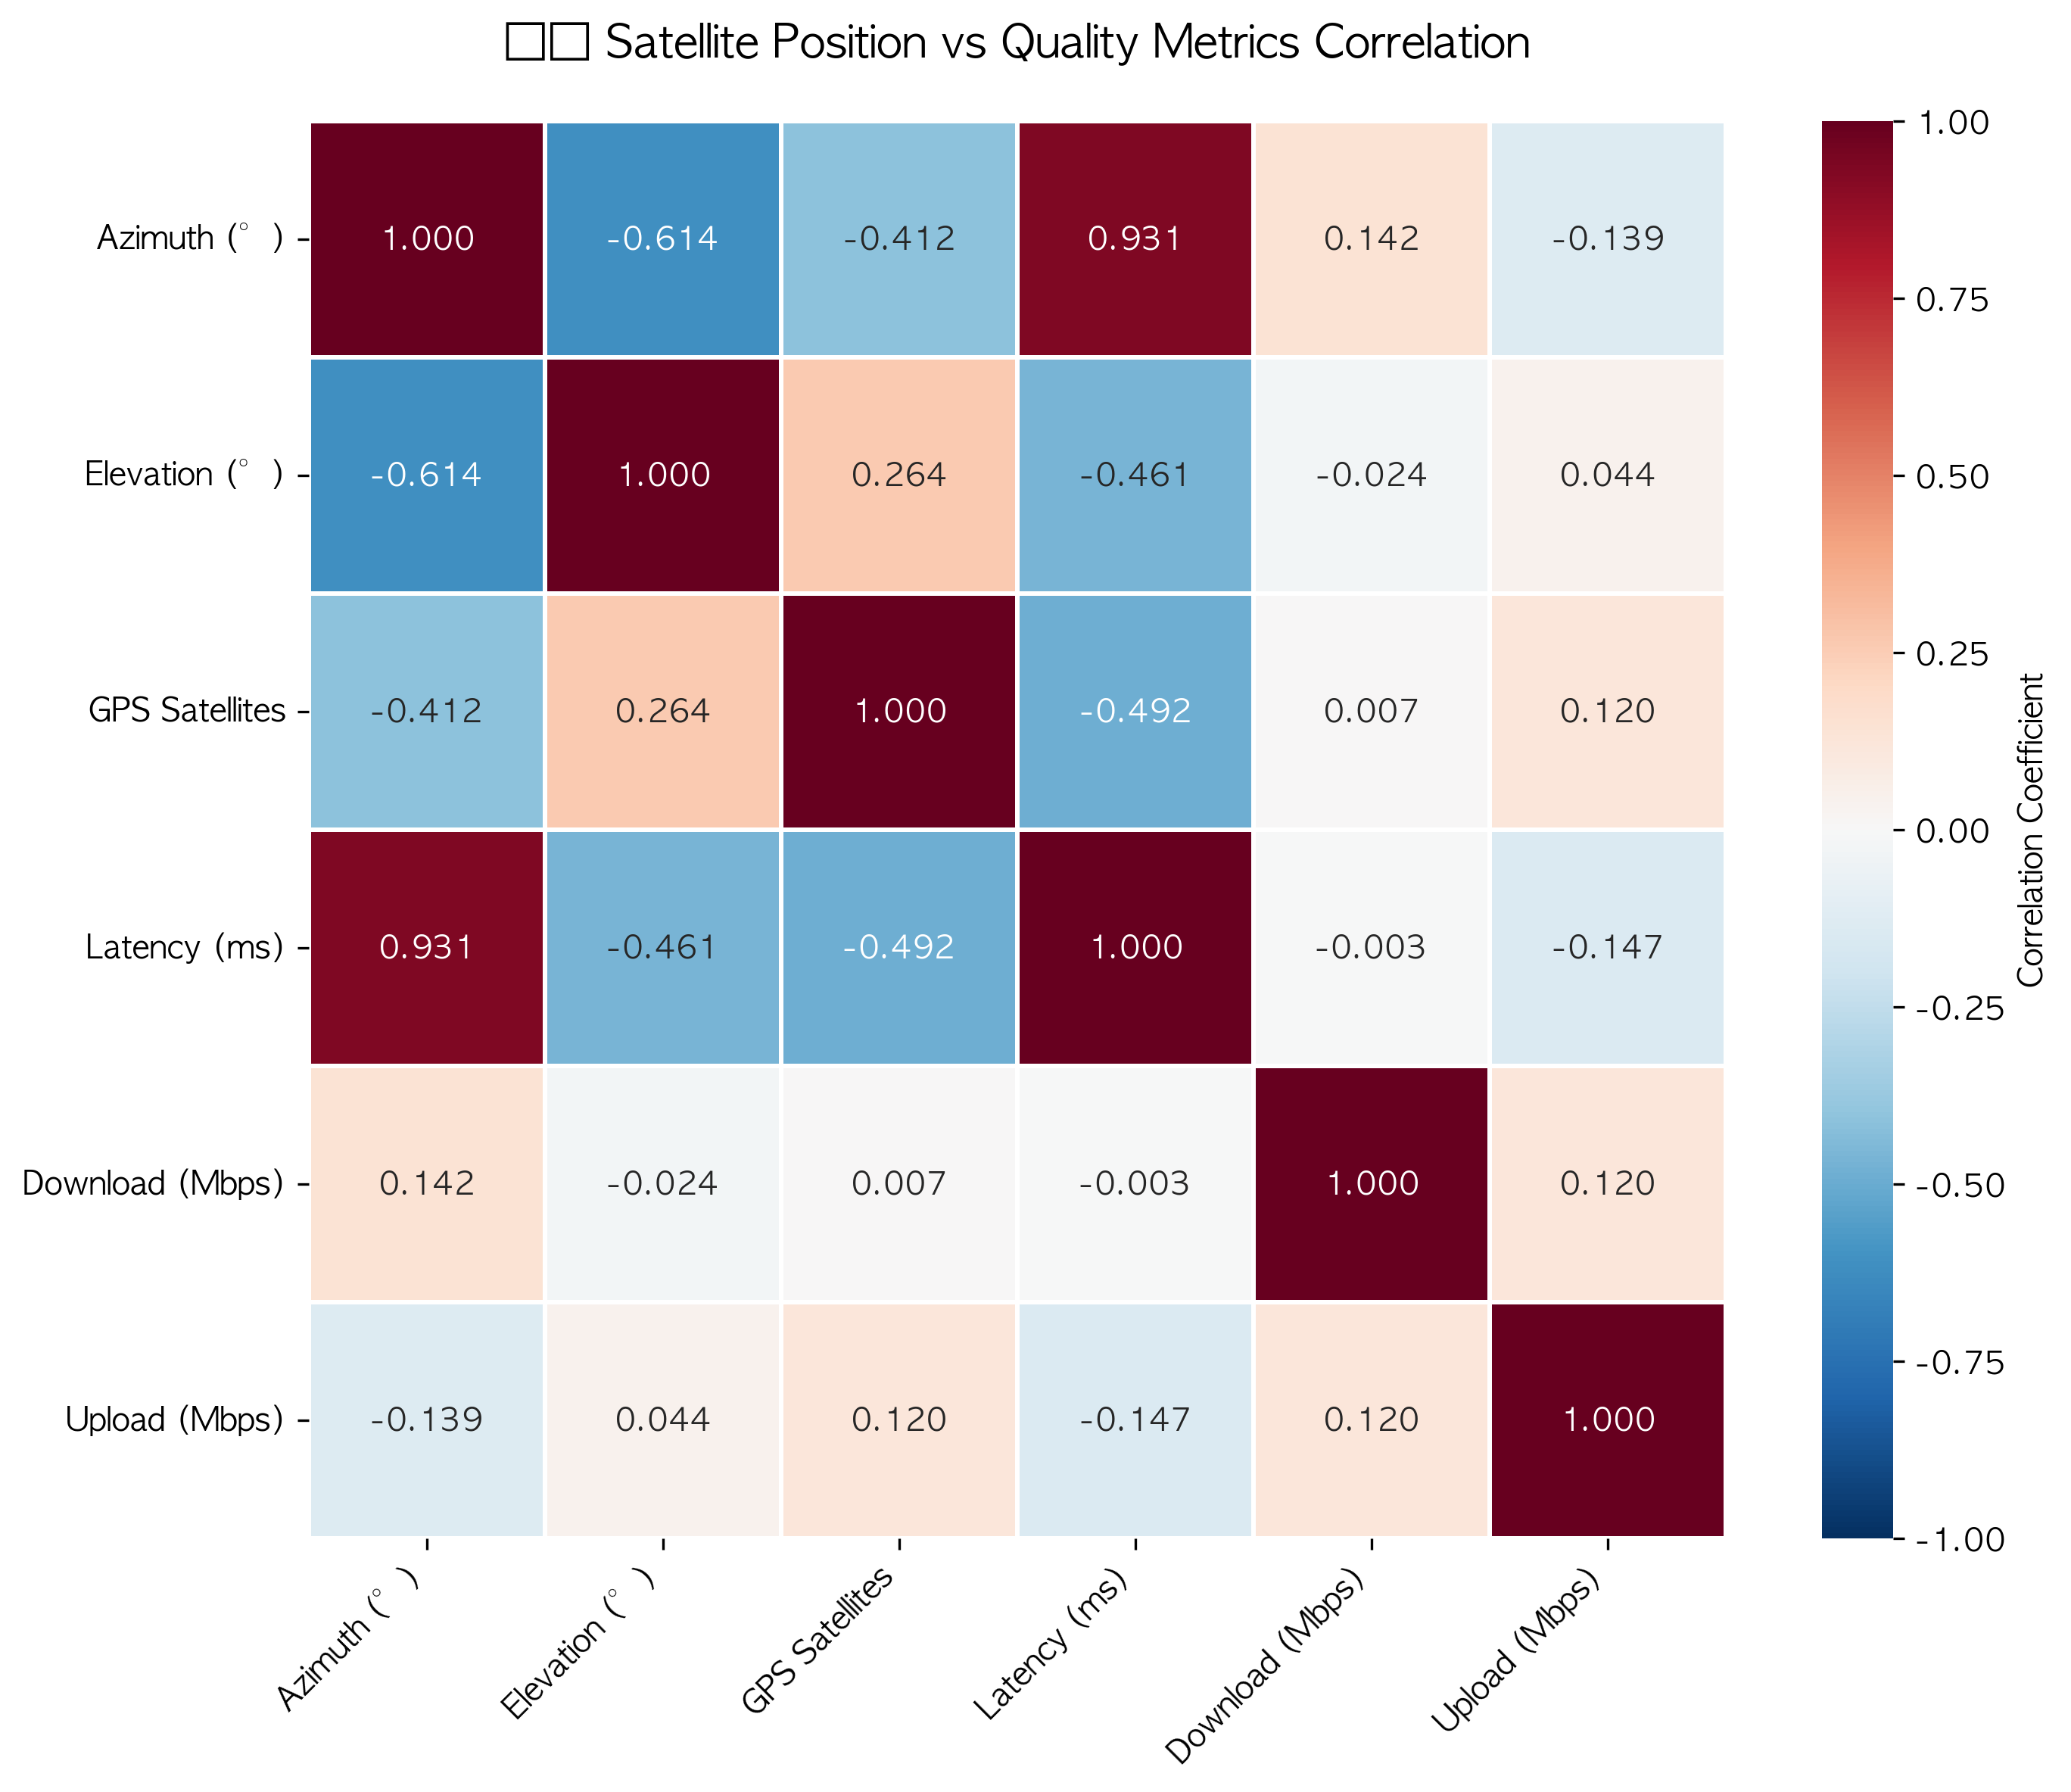 □□ Satellite Position vs Quality Metrics Correlation
Azimuth (° ) 1.000 -0.614 -0.412 0.931 0.142 -0.139
Elevation (° ) -0.614 1.000 0.264 -0.461 -0.024 0.044
GPS Satellites -0.412 0.264 1.000 -0.492 0.007 0.120
Latency (ms) 0.931 -0.461 -0.492 1.000 -0.003 -0.147
Download (Mbps) 0.142 -0.024 0.007 -0.003 1.000 0.120
Upload (Mbps) -0.139 0.044 0.120 -0.147 0.120 1.000
Azimuth (° )
Elevation (° )
GPS Satellites
Latency (ms)
Download (Mbps)
Upload (Mbps)
1.00
0.75
0.50
0.25
0.00
-0.25
-0.50
-0.75
-1.00
Correlation Coefficient